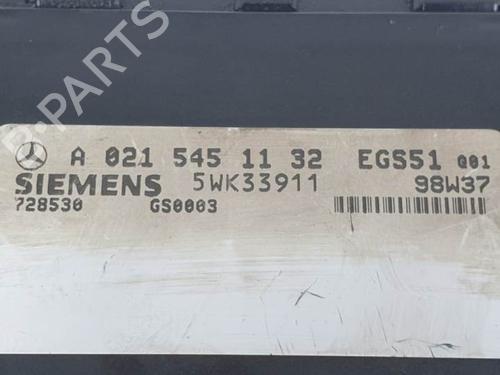 B-PARTS
A 021 545 11 32 EGS51 Q01
SIEMENS 5WK33911 98W37
728530 GS0003